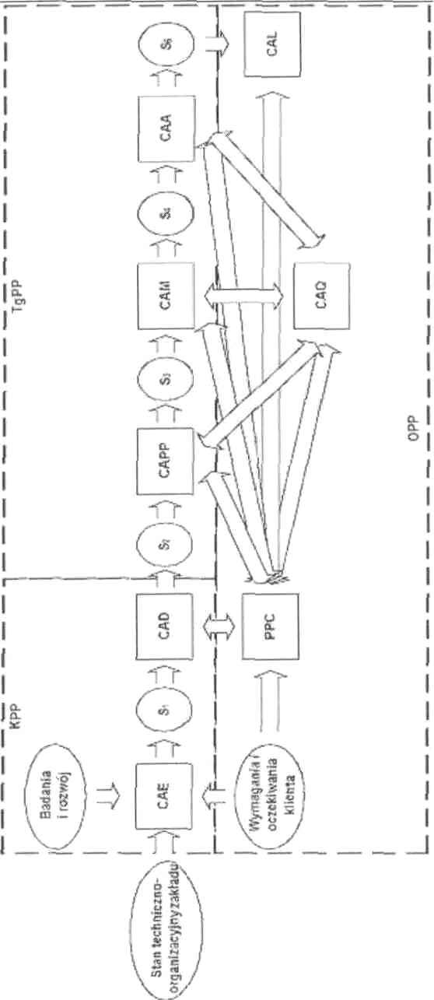 KPP
TgPP
Badania
i rozwój
Stan techniczno-
organizacyjny zakładu
CAE
S1
CAD
S2
CAPP
S3
CAM
S4
CAA
Wymagania i
oczekiwania
klienta
PPC
CAQ
CAL
OPP